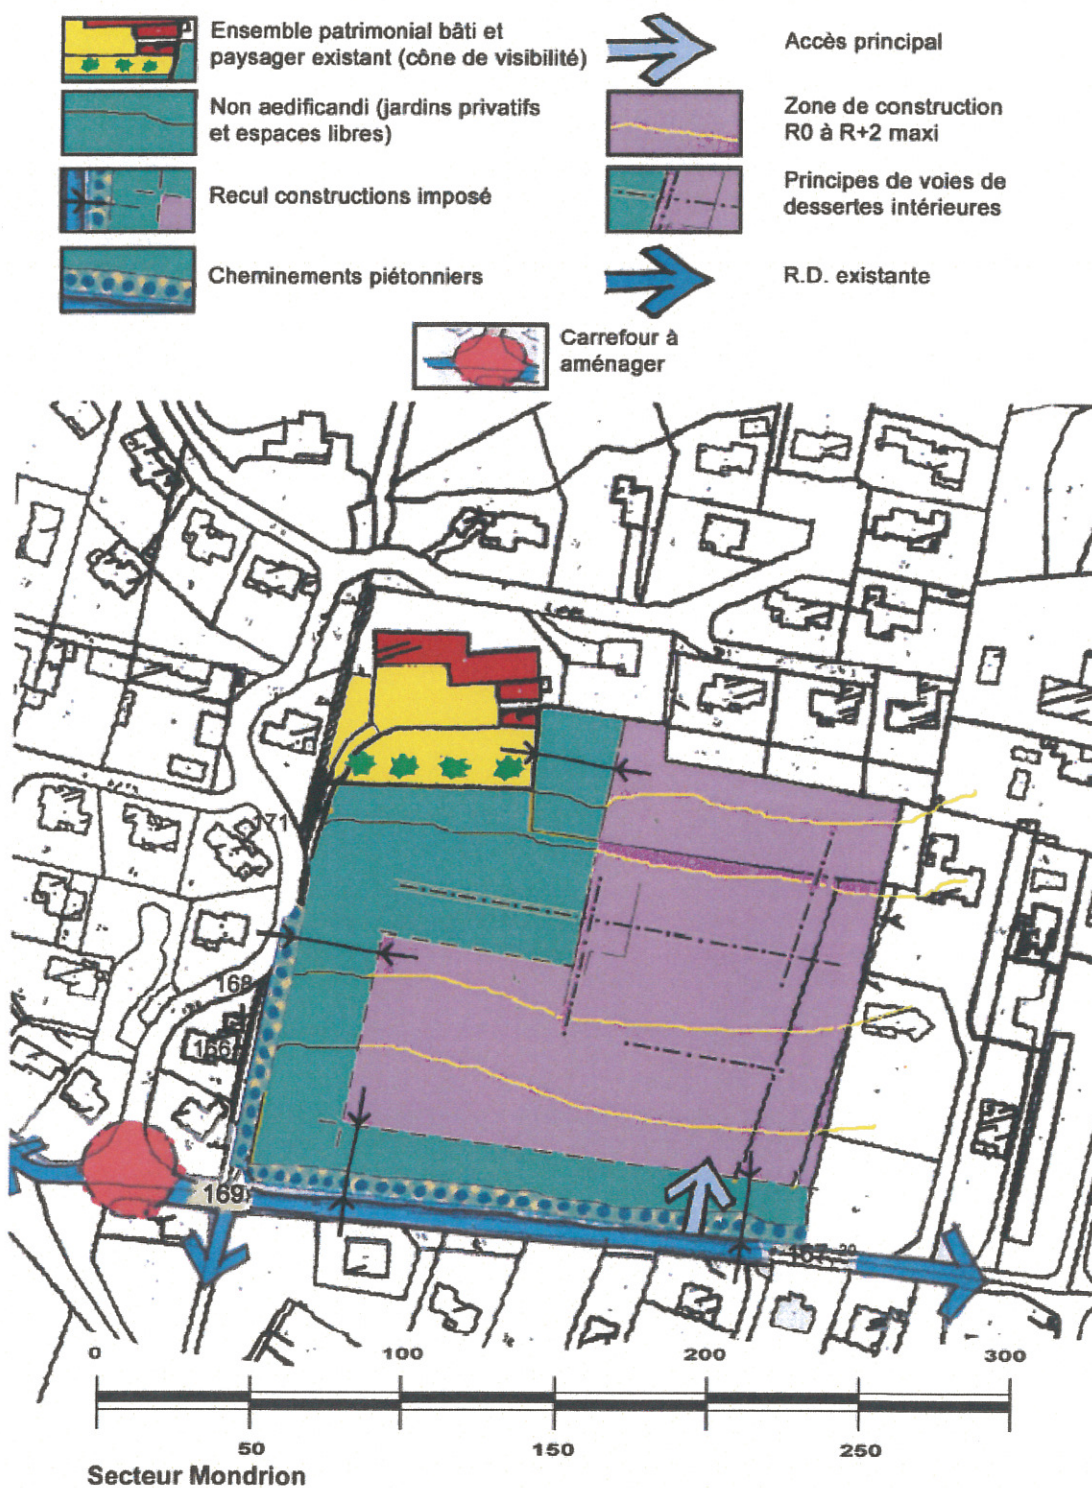 Ensemble patrimonial bâti et
paysager existant (cône de visibilité)
Accès principal
Non aedificandi (jardins privatifs
et espaces libres)
Zone de construction
R0 à R+2 maxi
Recul constructions imposé
Principes de voies de
dessertes intérieures
Cheminements piétonniers
R.D. existante
Carrefour à
aménager
171
168
166
169
167
0
100
200
300
50
150
250
Secteur Mondrion